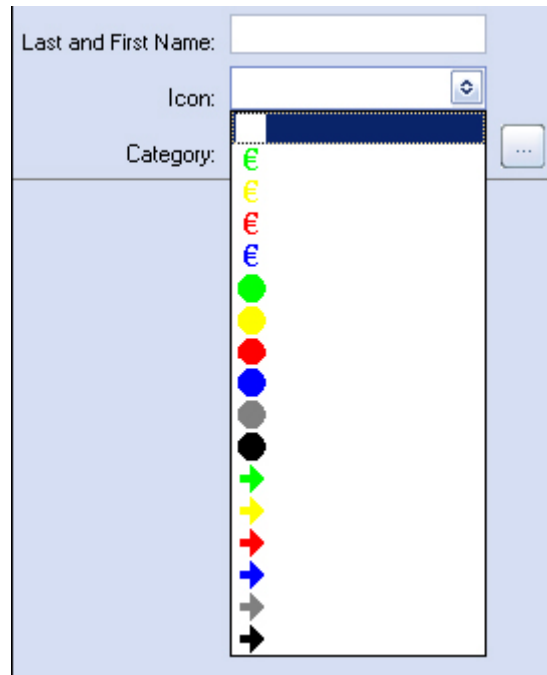 Last and First Name:
Icon:
Category:
...
€
€
€
€